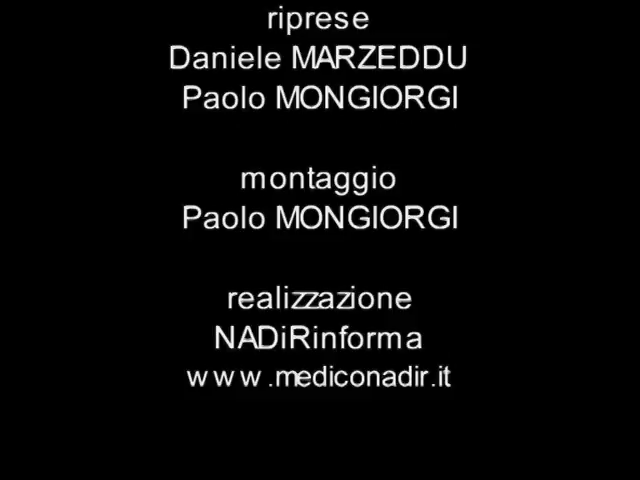 riprese
Daniele MARZEDDU
Paolo MONGIORGI
montaggio
Paolo MONGIORGI
realizzazione
NADiRinforma
www.mediconadir.it